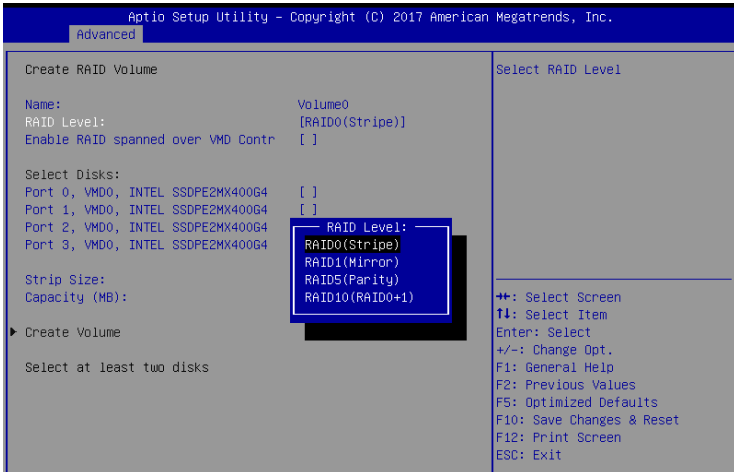 Aptio Setup Utility – Copyright (C) 2017 American Megatrends, Inc.
Advanced
Create RAID Volume
Name: Volume0
RAID Level: [RAID0(Stripe)]
Enable RAID spanned over VMD Contr [ ]
Select Disks:
Port 0, VMD0, INTEL SSDPE2MX400G4 [ ]
Port 1, VMD0, INTEL SSDPE2MX400G4 [ ]
Port 2, VMD0, INTEL SSDPE2MX400G4
Port 3, VMD0, INTEL SSDPE2MX400G4
Strip Size:
Capacity (MB):
Create Volume
Select at least two disks
RAID Level:
RAID0(Stripe)
RAID1(Mirror)
RAID5(Parity)
RAID10(RAID0+1)
Select RAID Level
→←: Select Screen
↑↓: Select Item
Enter: Select
+/-: Change Opt.
F1: General Help
F2: Previous Values
F5: Optimized Defaults
F10: Save Changes & Reset
F12: Print Screen
ESC: Exit